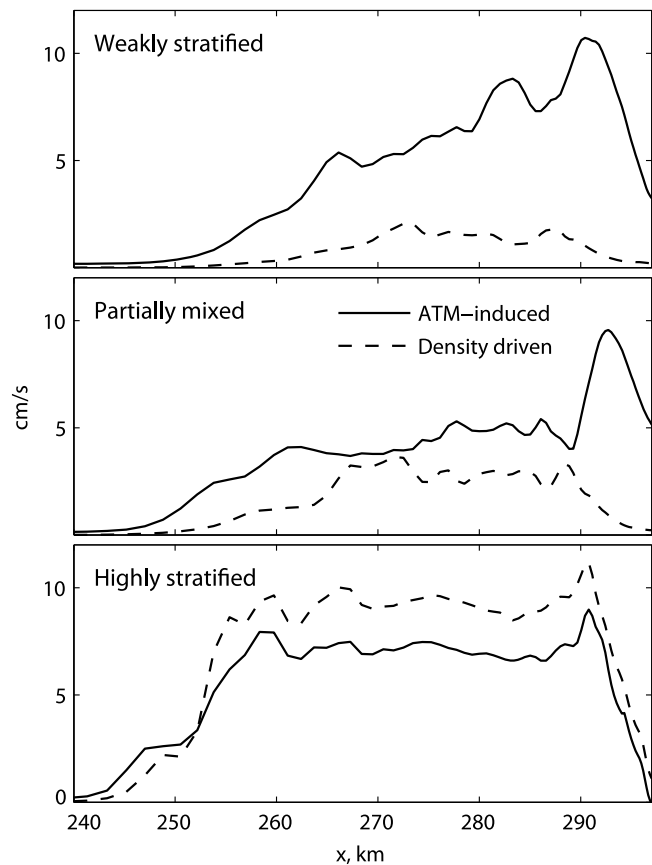 10
5
Weakly stratified
10
5
Partially mixed
ATM-induced
Density driven
cm/s
10
5
0
Highly stratified
240 250 260 270 280 290
x, km